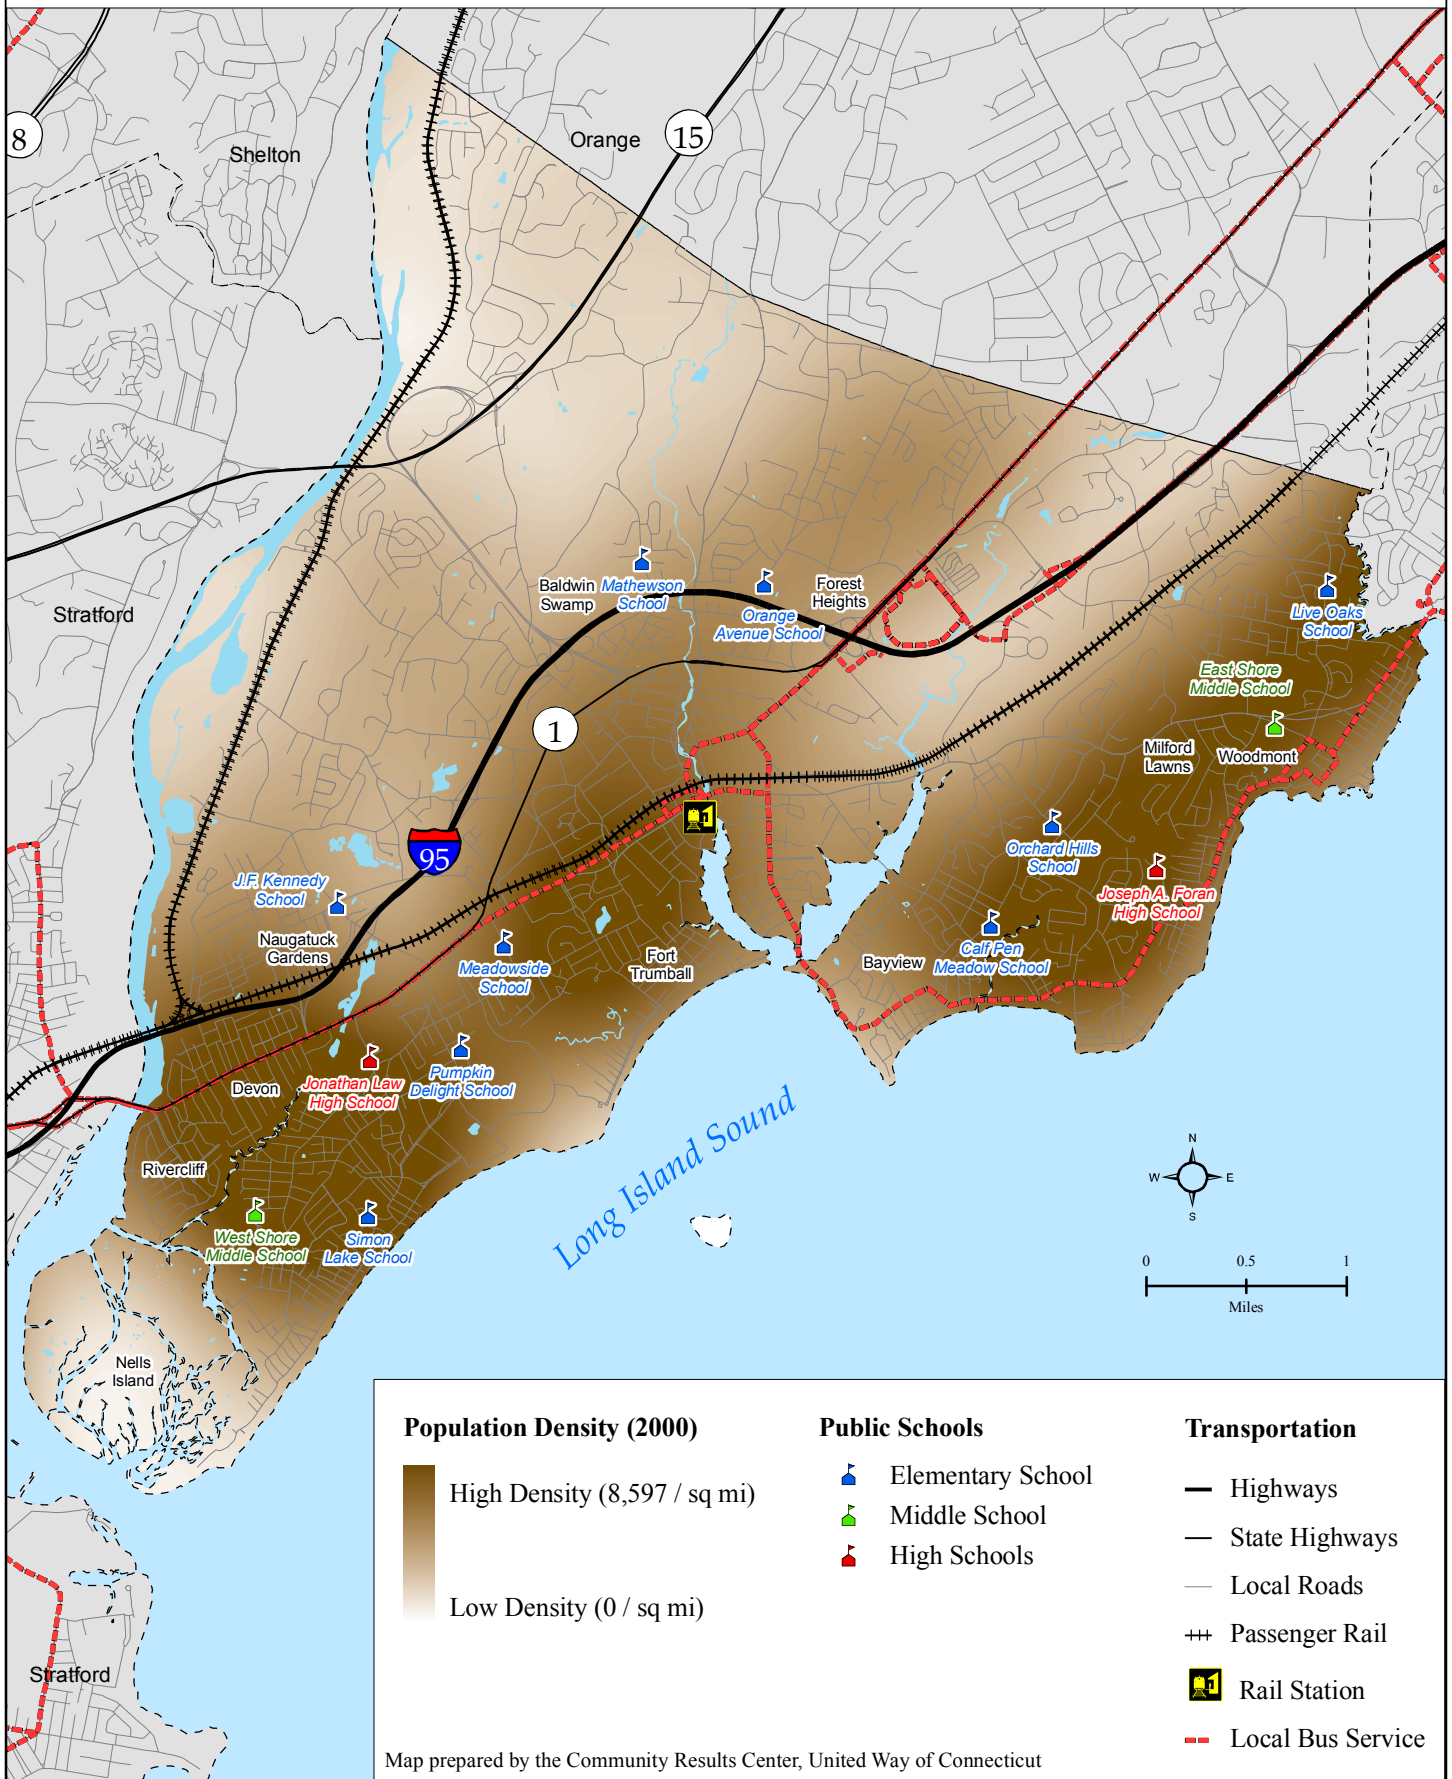 8
Shelton
Orange
15
Stratford
Baldwin
Swamp
Mathewson
School
Orange
Avenue School
Forest
Heights
Live Oaks
School
East Shore
Middle School
1
Milford
Lawns
Woodmont
95
Orchard Hills
School
J.F. Kennedy
School
Joseph A. Foran
High School
Naugatuck
Gardens
Meadowside
School
Fort
Trumball
Bayview
Calf Pen
Meadow School
Devon
Jonathan Law
High School
Pumpkin
Delight School
Rivercliff
Long Island Sound
N
W
E
S
West Shore
Middle School
Simon
Lake School
0
0.5
1
Miles
Nells
Island
Stratford
Population Density (2000)
High Density (8,597 / sq mi)
Low Density (0 / sq mi)
Public Schools
Elementary School
Middle School
High Schools
Transportation
Highways
State Highways
Local Roads
Passenger Rail
Rail Station
Local Bus Service
Map prepared by the Community Results Center, United Way of Connecticut